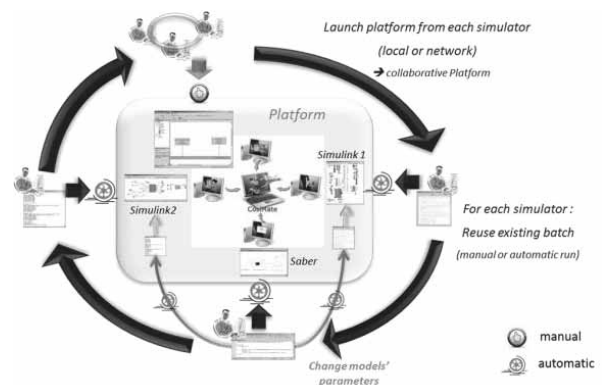 Launch platform from each simulator
(local or network)
➔ collaborative Platform
Platform
Simulink 1
Cosimate
Simulink2
Saber
For each simulator :
Reuse existing batch
(manual or automatic run)
Change models'
parameters
manual
automatic